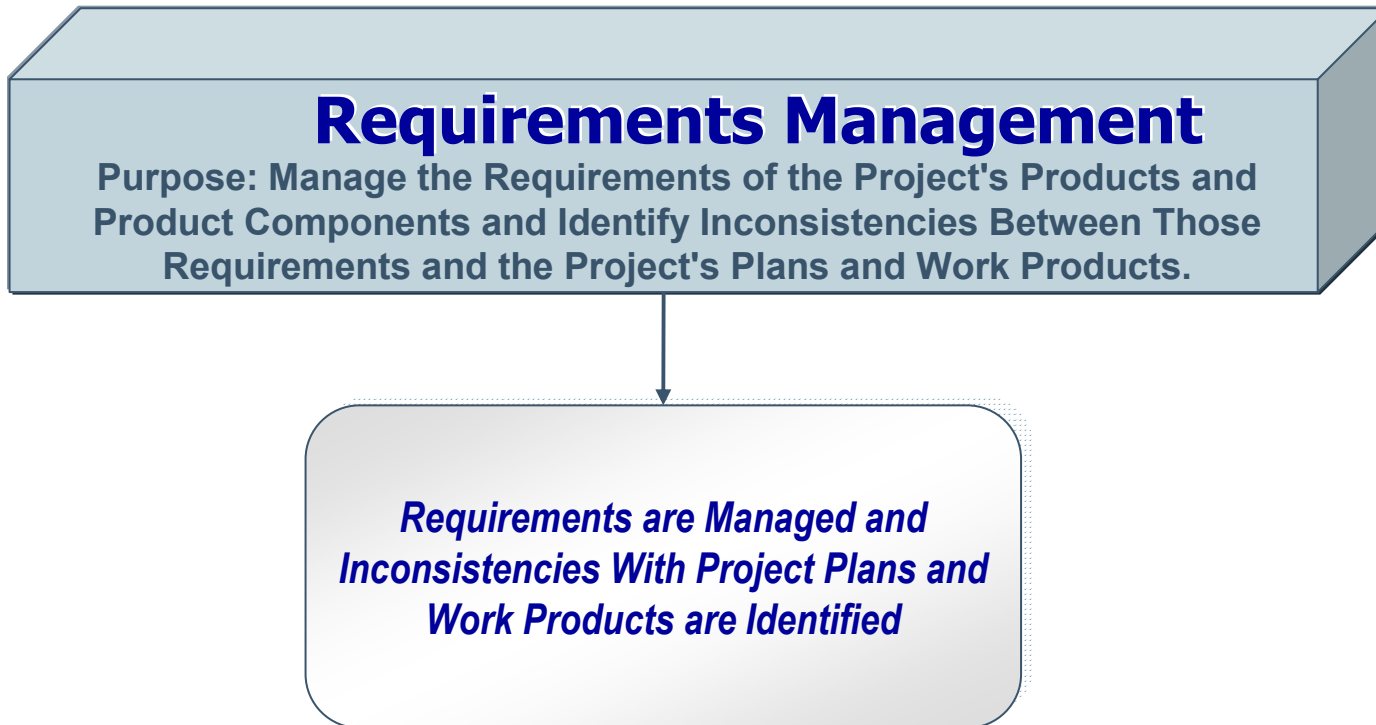 Requirements Management
Purpose: Manage the Requirements of the Project's Products and
Product Components and Identify Inconsistencies Between Those
Requirements and the Project's Plans and Work Products.
Requirements are Managed and
Inconsistencies With Project Plans and
Work Products are Identified